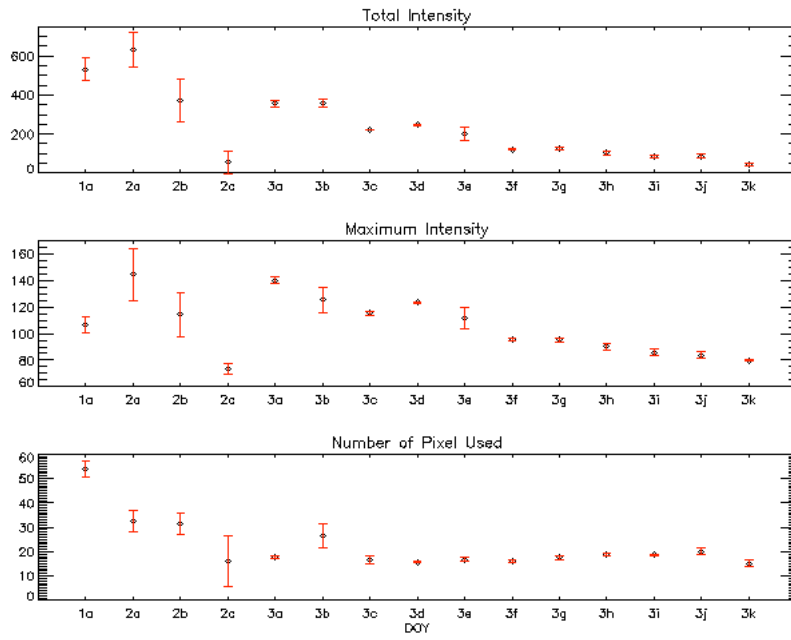 Total Intensity
600
400
200
0
1a 2a 2b 2a 3a 3b 3c 3d 3e 3f 3g 3h 3i 3j 3k
Maximum Intensity
160
140
120
100
80
60
1a 2a 2b 2a 3a 3b 3c 3d 3e 3f 3g 3h 3i 3j 3k
Number of Pixel Used
60
50
40
30
20
10
0
1a 2a 2b 2a 3a 3b 3c 3d 3e 3f 3g 3h 3i 3j 3k
DOY